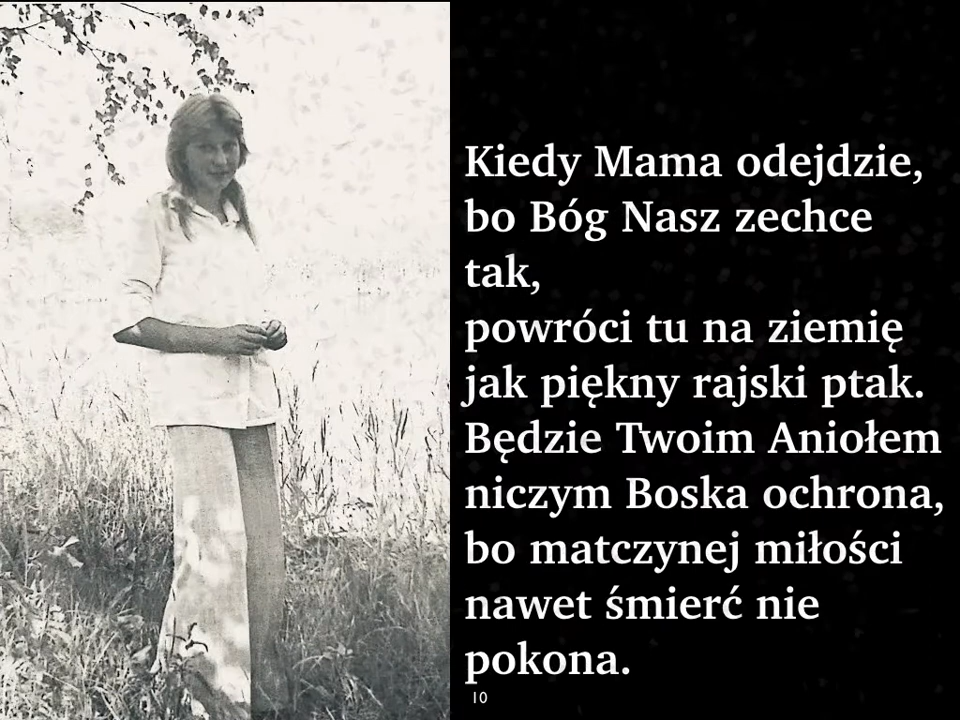 Kiedy Mama odejdzie,
bo Bóg Nasz zechce
tak,
powróci tu na ziemię
jak piękny rajski ptak.
Będzie Twoim Aniołem
niczym Boska ochrona,
bo matczynej miłości
nawet śmierć nie
pokona.
10